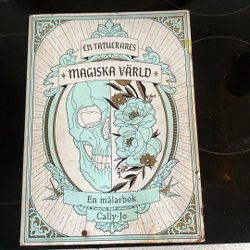 EN TATUERARES
MAGISKA VÄRLD
En målarbok
Cally-Jo